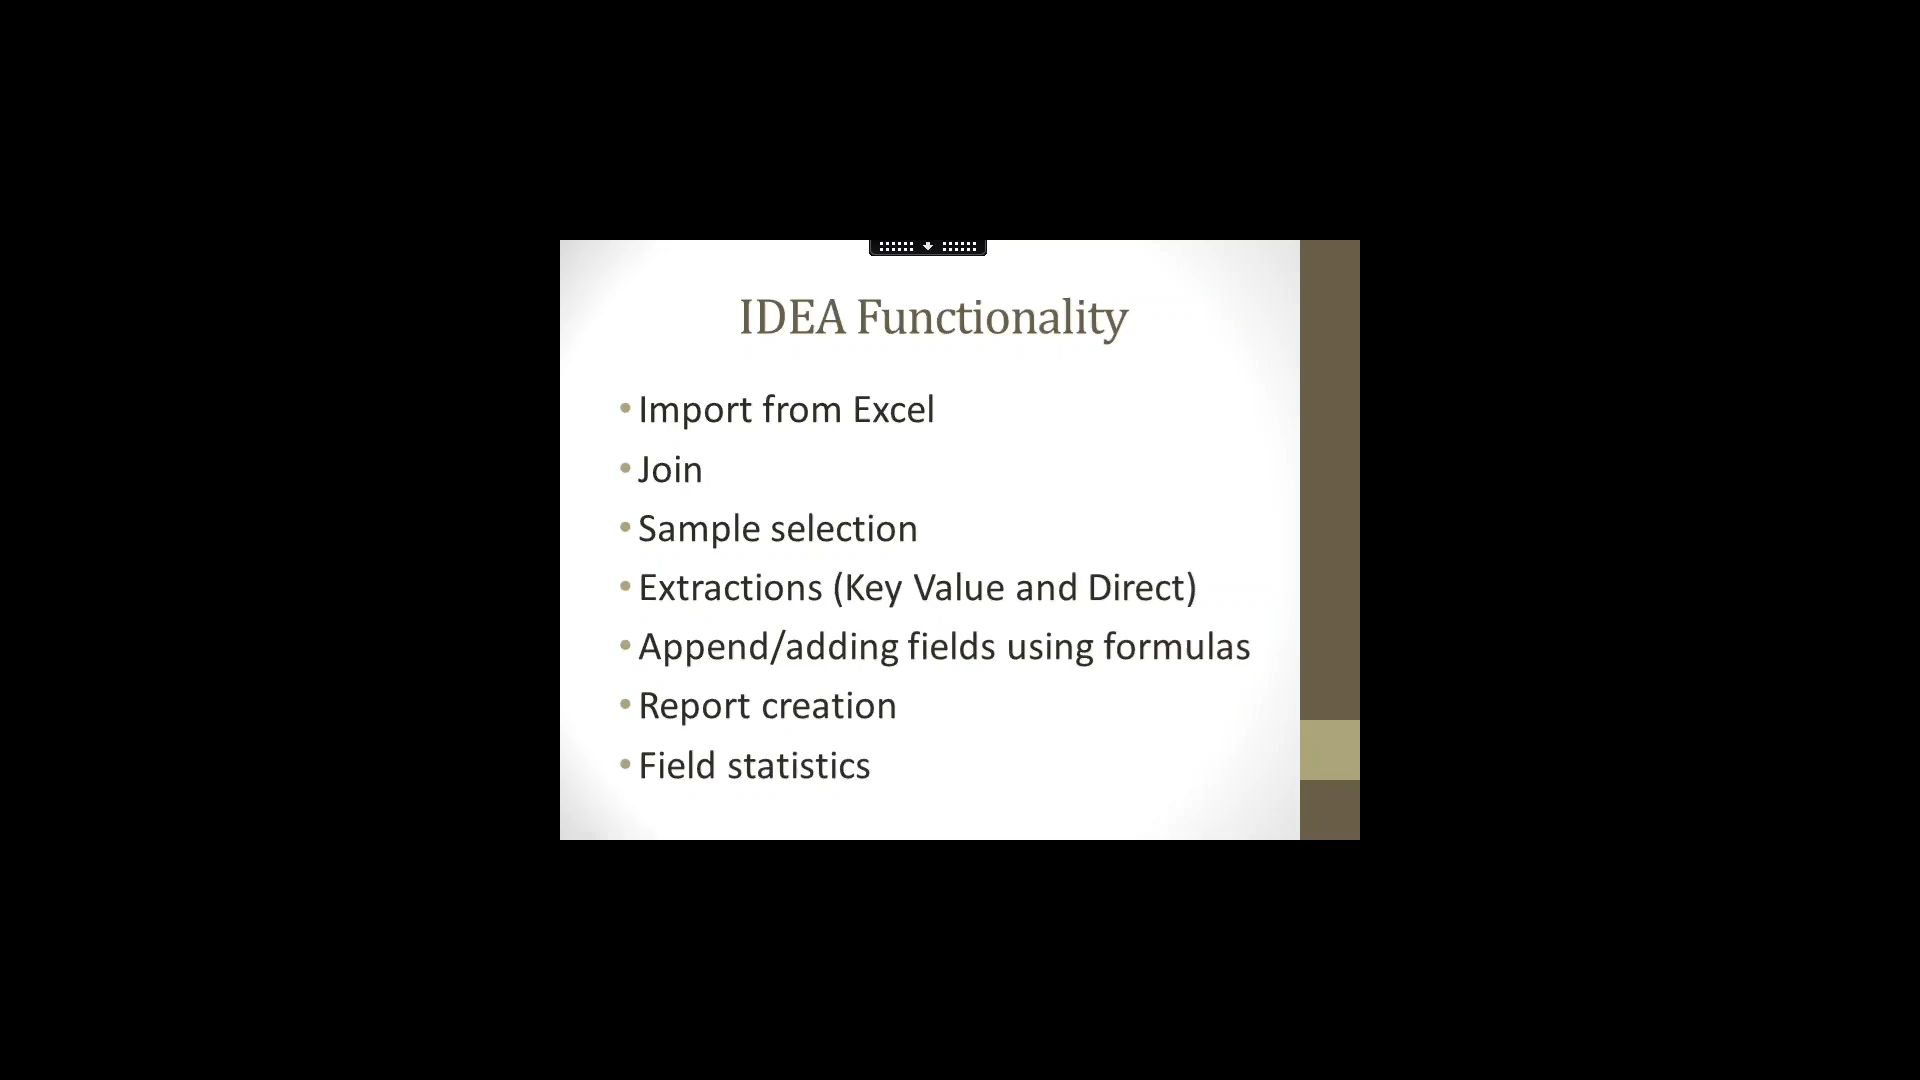 IDEA Functionality
• Import from Excel
• Join
• Sample selection
• Extractions (Key Value and Direct)
• Append/adding fields using formulas
• Report creation
• Field statistics